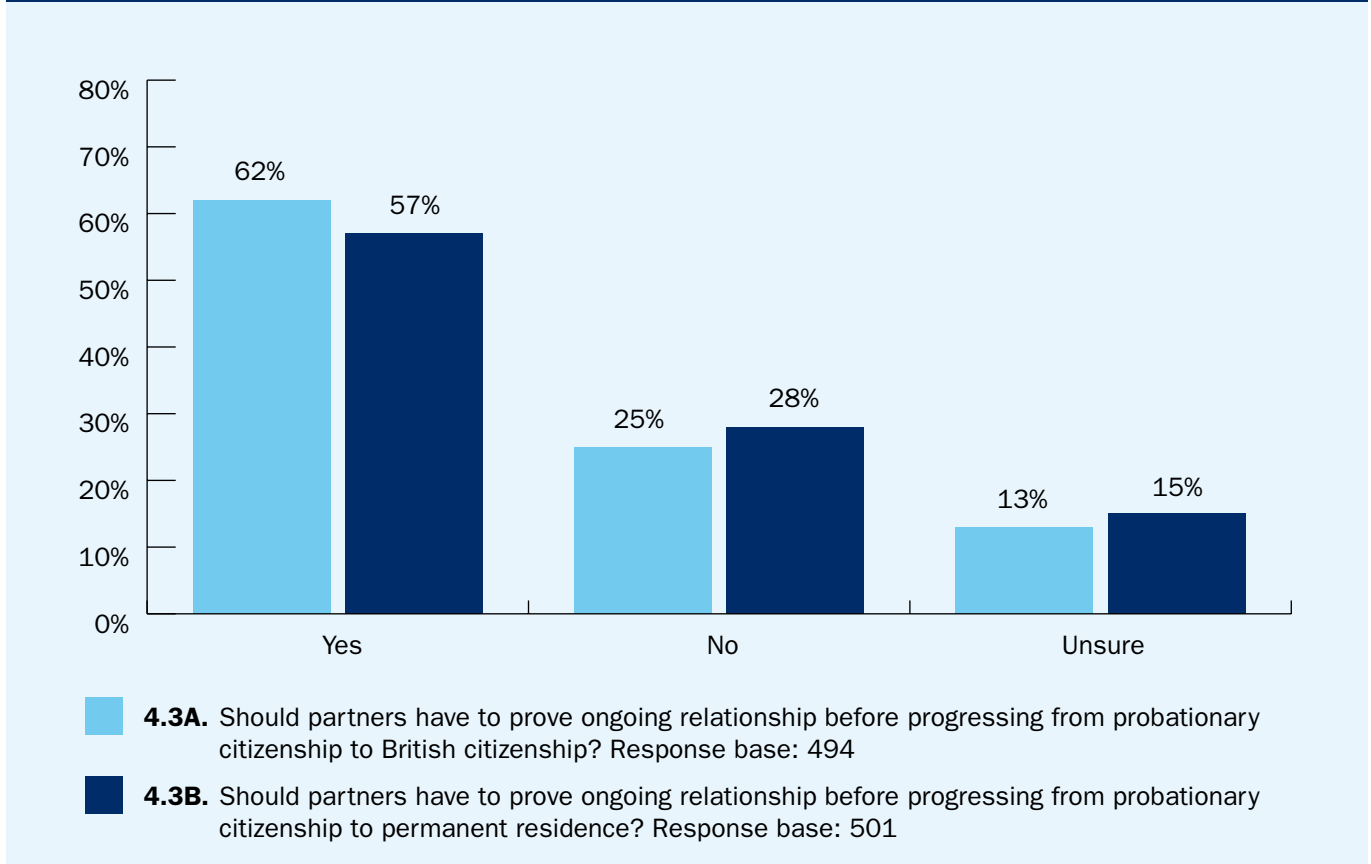 80%
70%
60%
50%
40%
30%
20%
10%
0%
62%
57%
25%
28%
13%
15%
Yes
No
Unsure
4.3A. Should partners have to prove ongoing relationship before progressing from probationary
citizenship to British citizenship? Response base: 494
4.3B. Should partners have to prove ongoing relationship before progressing from probationary
citizenship to permanent residence? Response base: 501